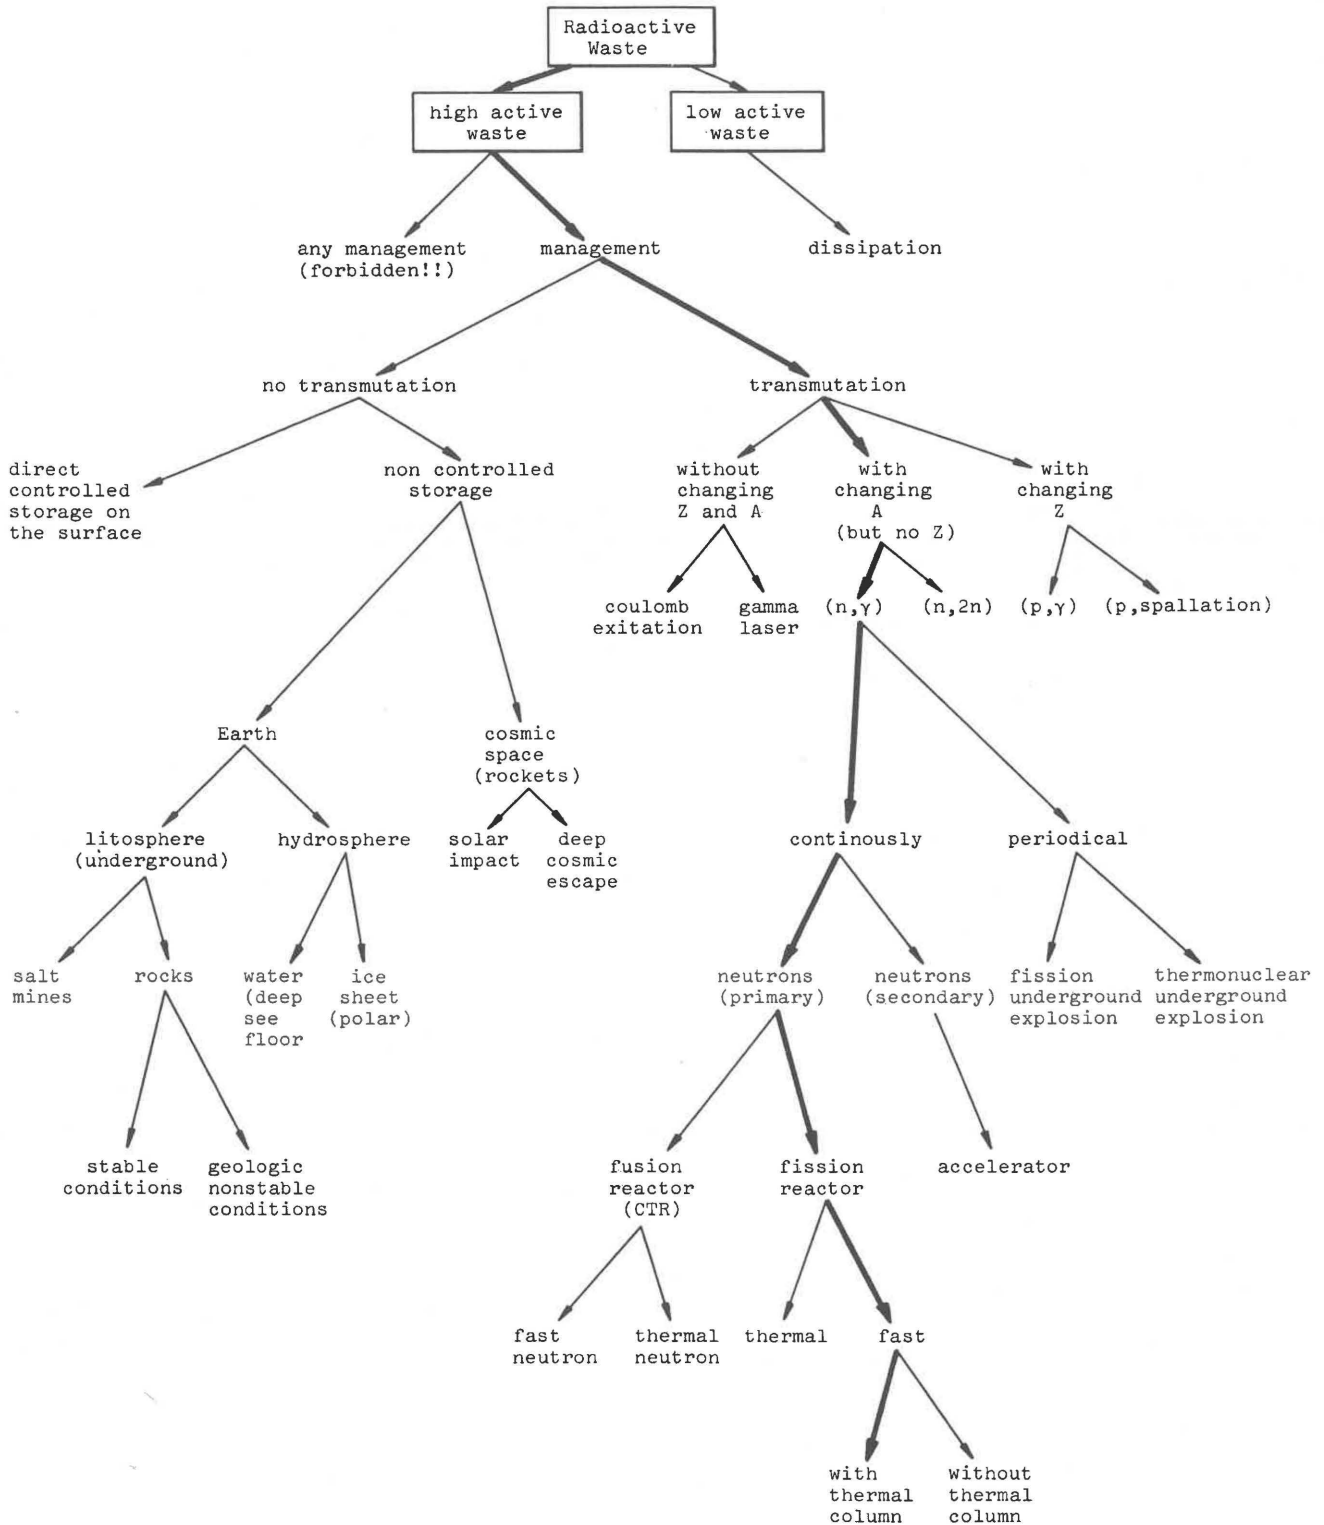 Radioactive
Waste
high active
waste
low active
waste
any management
(forbidden!!)
management
dissipation
no transmutation
transmutation
direct
controlled
storage on
the surface
non controlled
storage
without
changing
Z and A
with
changing
A
(but no Z)
with
changing
Z
coulomb
exitation
gamma
laser
(n,γ)
(n,2n)
(p,γ)
(p,spallation)
Earth
cosmic
space
(rockets)
litosphere
(underground)
hydrosphere
solar
impact
deep
cosmic
escape
continously
periodical
salt
mines
rocks
water
(deep
see
floor
ice
sheet
(polar)
neutrons
(primary)
neutrons
(secondary)
fission
underground
explosion
thermonuclear
underground
explosion
stable
conditions
geologic
nonstable
conditions
fusion
reactor
(CTR)
fission
reactor
accelerator
fast
neutron
thermal
neutron
thermal
fast
with
thermal
column
without
thermal
column